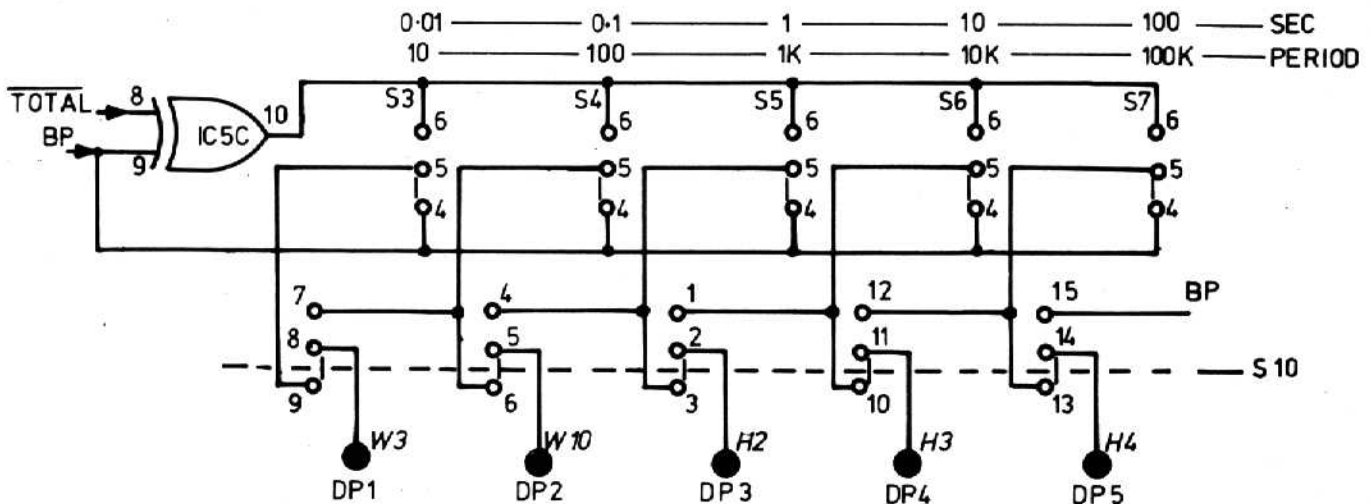 0·01 0·1 1 10 100 SEC
10 100 1K 10K 100K PERIOD
TOTAL 8 10 S3 S4 S5 S6 S7
BP IC5C 6 6 6 6 6
9 5 5 5 5 5
4 4 4 4 4
7 4 1 12 15 BP
8 5 2 11 14
S10
9 6 3 10 13
W3 W10 H2 H3 H4
DP1 DP2 DP3 DP4 DP5